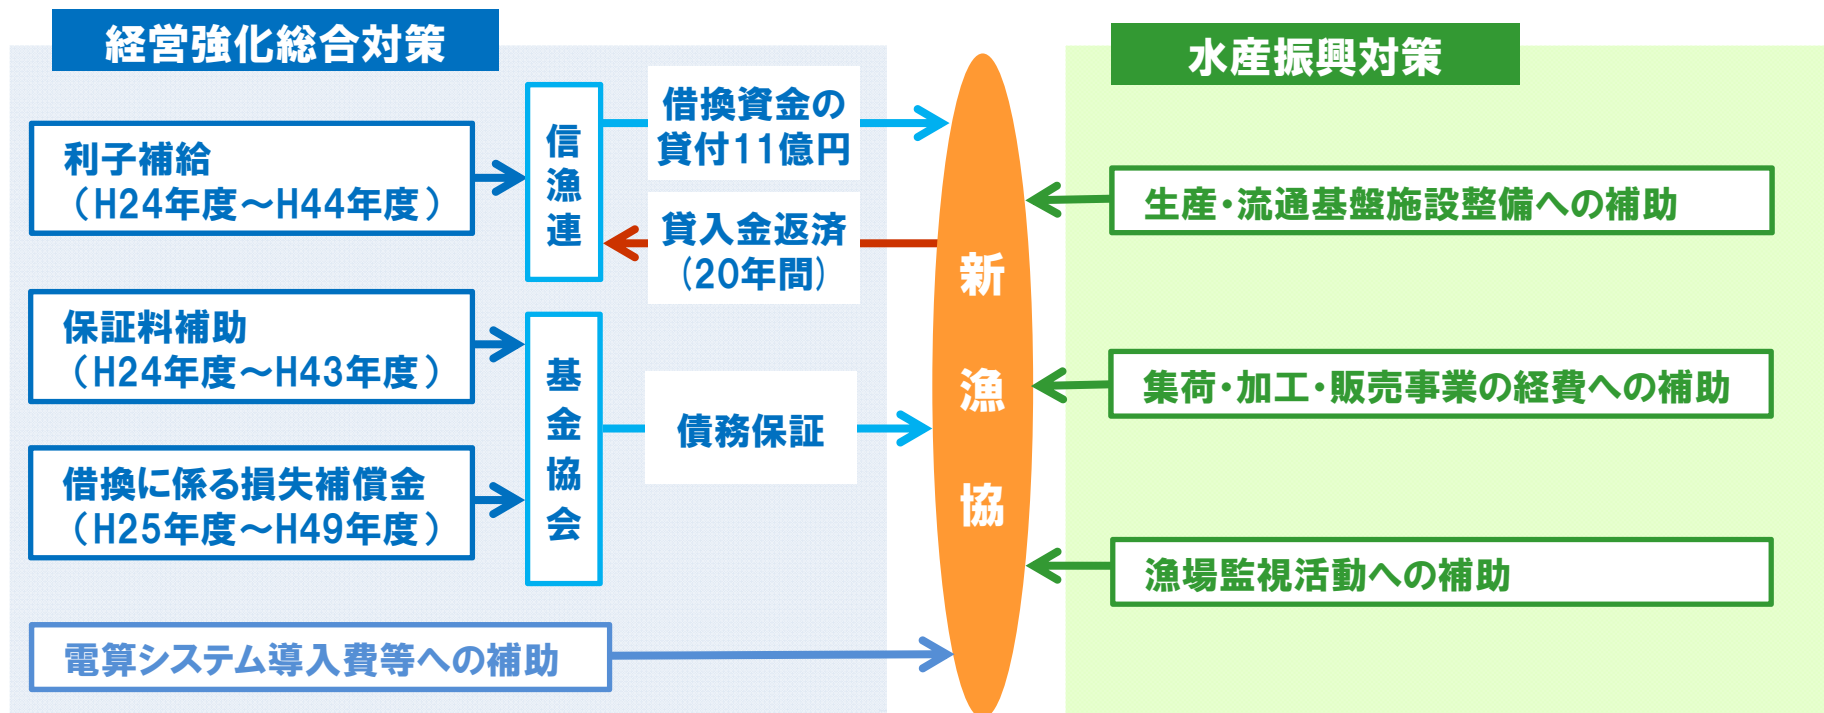 経営強化総合対策
利子補給
（H24年度～H44年度）
保証料補助
（H24年度～H43年度）
借換に係る損失補償金
（H25年度～H49年度）
電算システム導入費等への補助
信漁連
基金協会
借換資金の
貸付11億円
貸入金返済
(20年間)
債務保証
新漁協
水産振興対策
生産・流通基盤施設整備への補助
集荷・加工・販売事業の経費への補助
漁場監視活動への補助